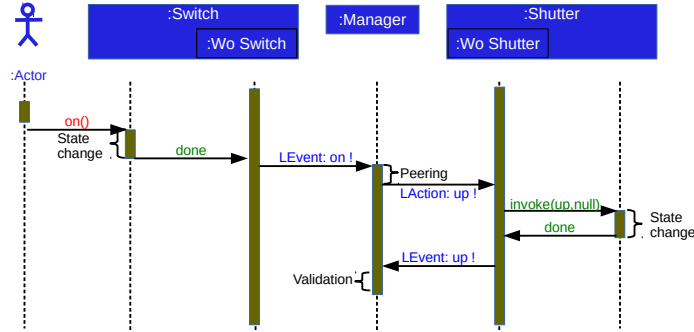 :Switch
:Manager
:Shutter
:Wo Switch
:Wo Shutter
:Actor
on()
State
change
done
LEvent: on !
Peering
LAction: up !
invoke(up,null)
State
change
done
LEvent: up !
Validation